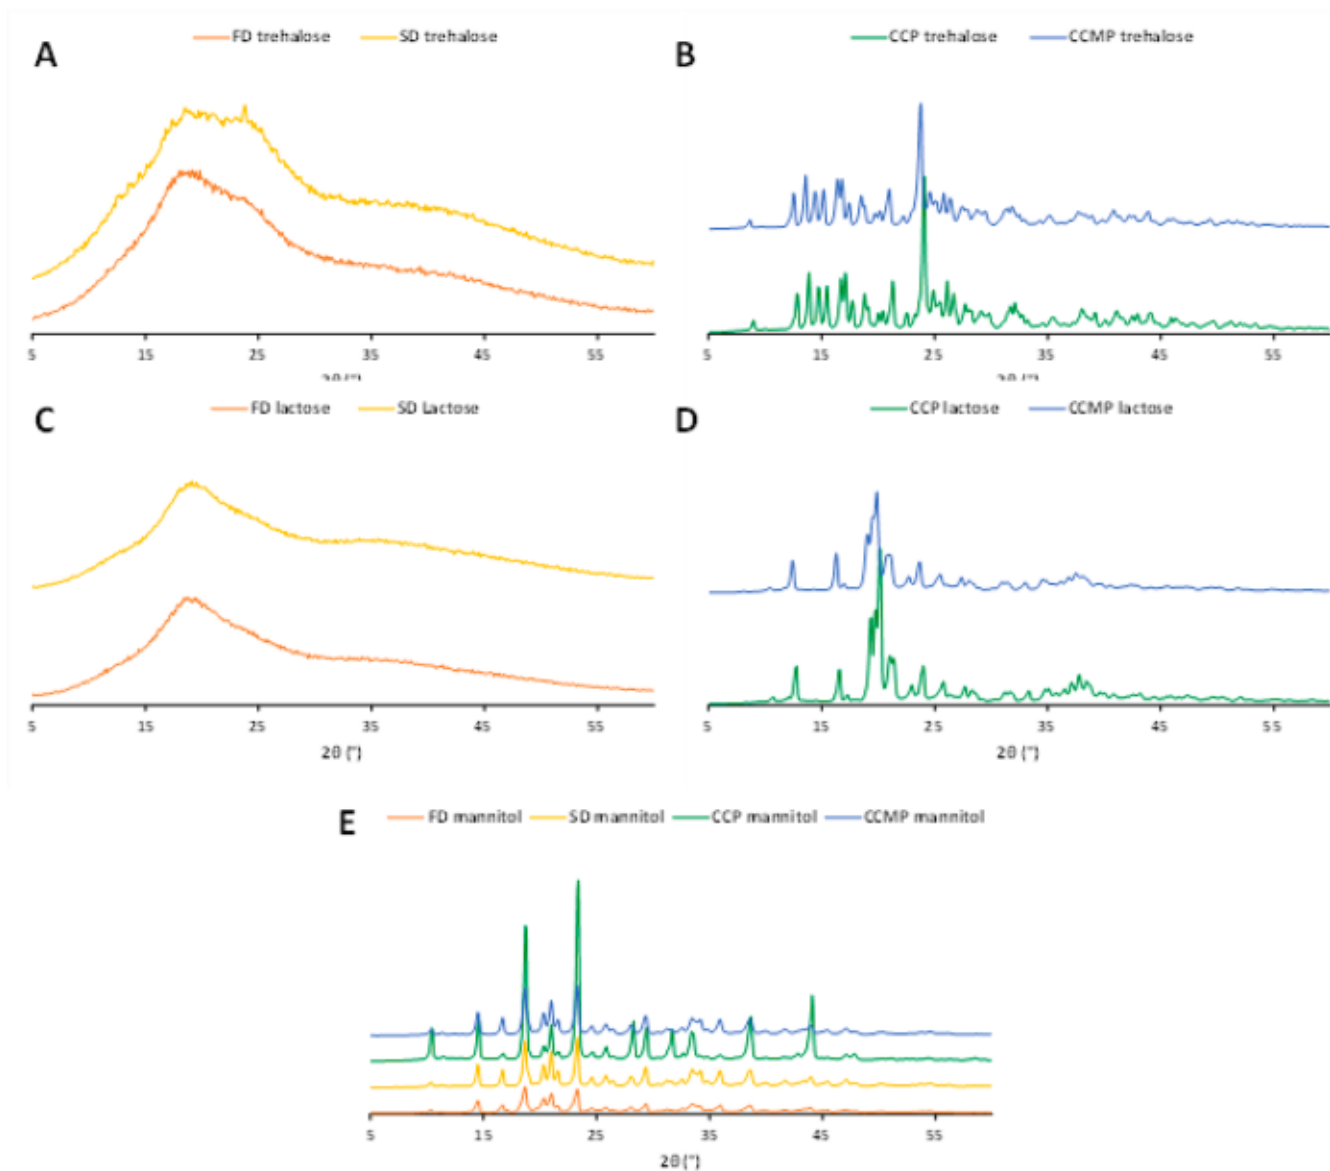 A
FD trehalose SD trehalose
B
CCP trehalose CCMP trehalose
5 15 25 35 45 55
5 15 25 35 45 55
C
FD lactose SD Lactose
D
CCP lactose CCMP lactose
5 15 25 35 45 55
2θ (°)
5 15 25 35 45 55
2θ (°)
E
FD mannitol SD mannitol CCP mannitol CCMP mannitol
5 15 25 35 45 55
2θ (°)